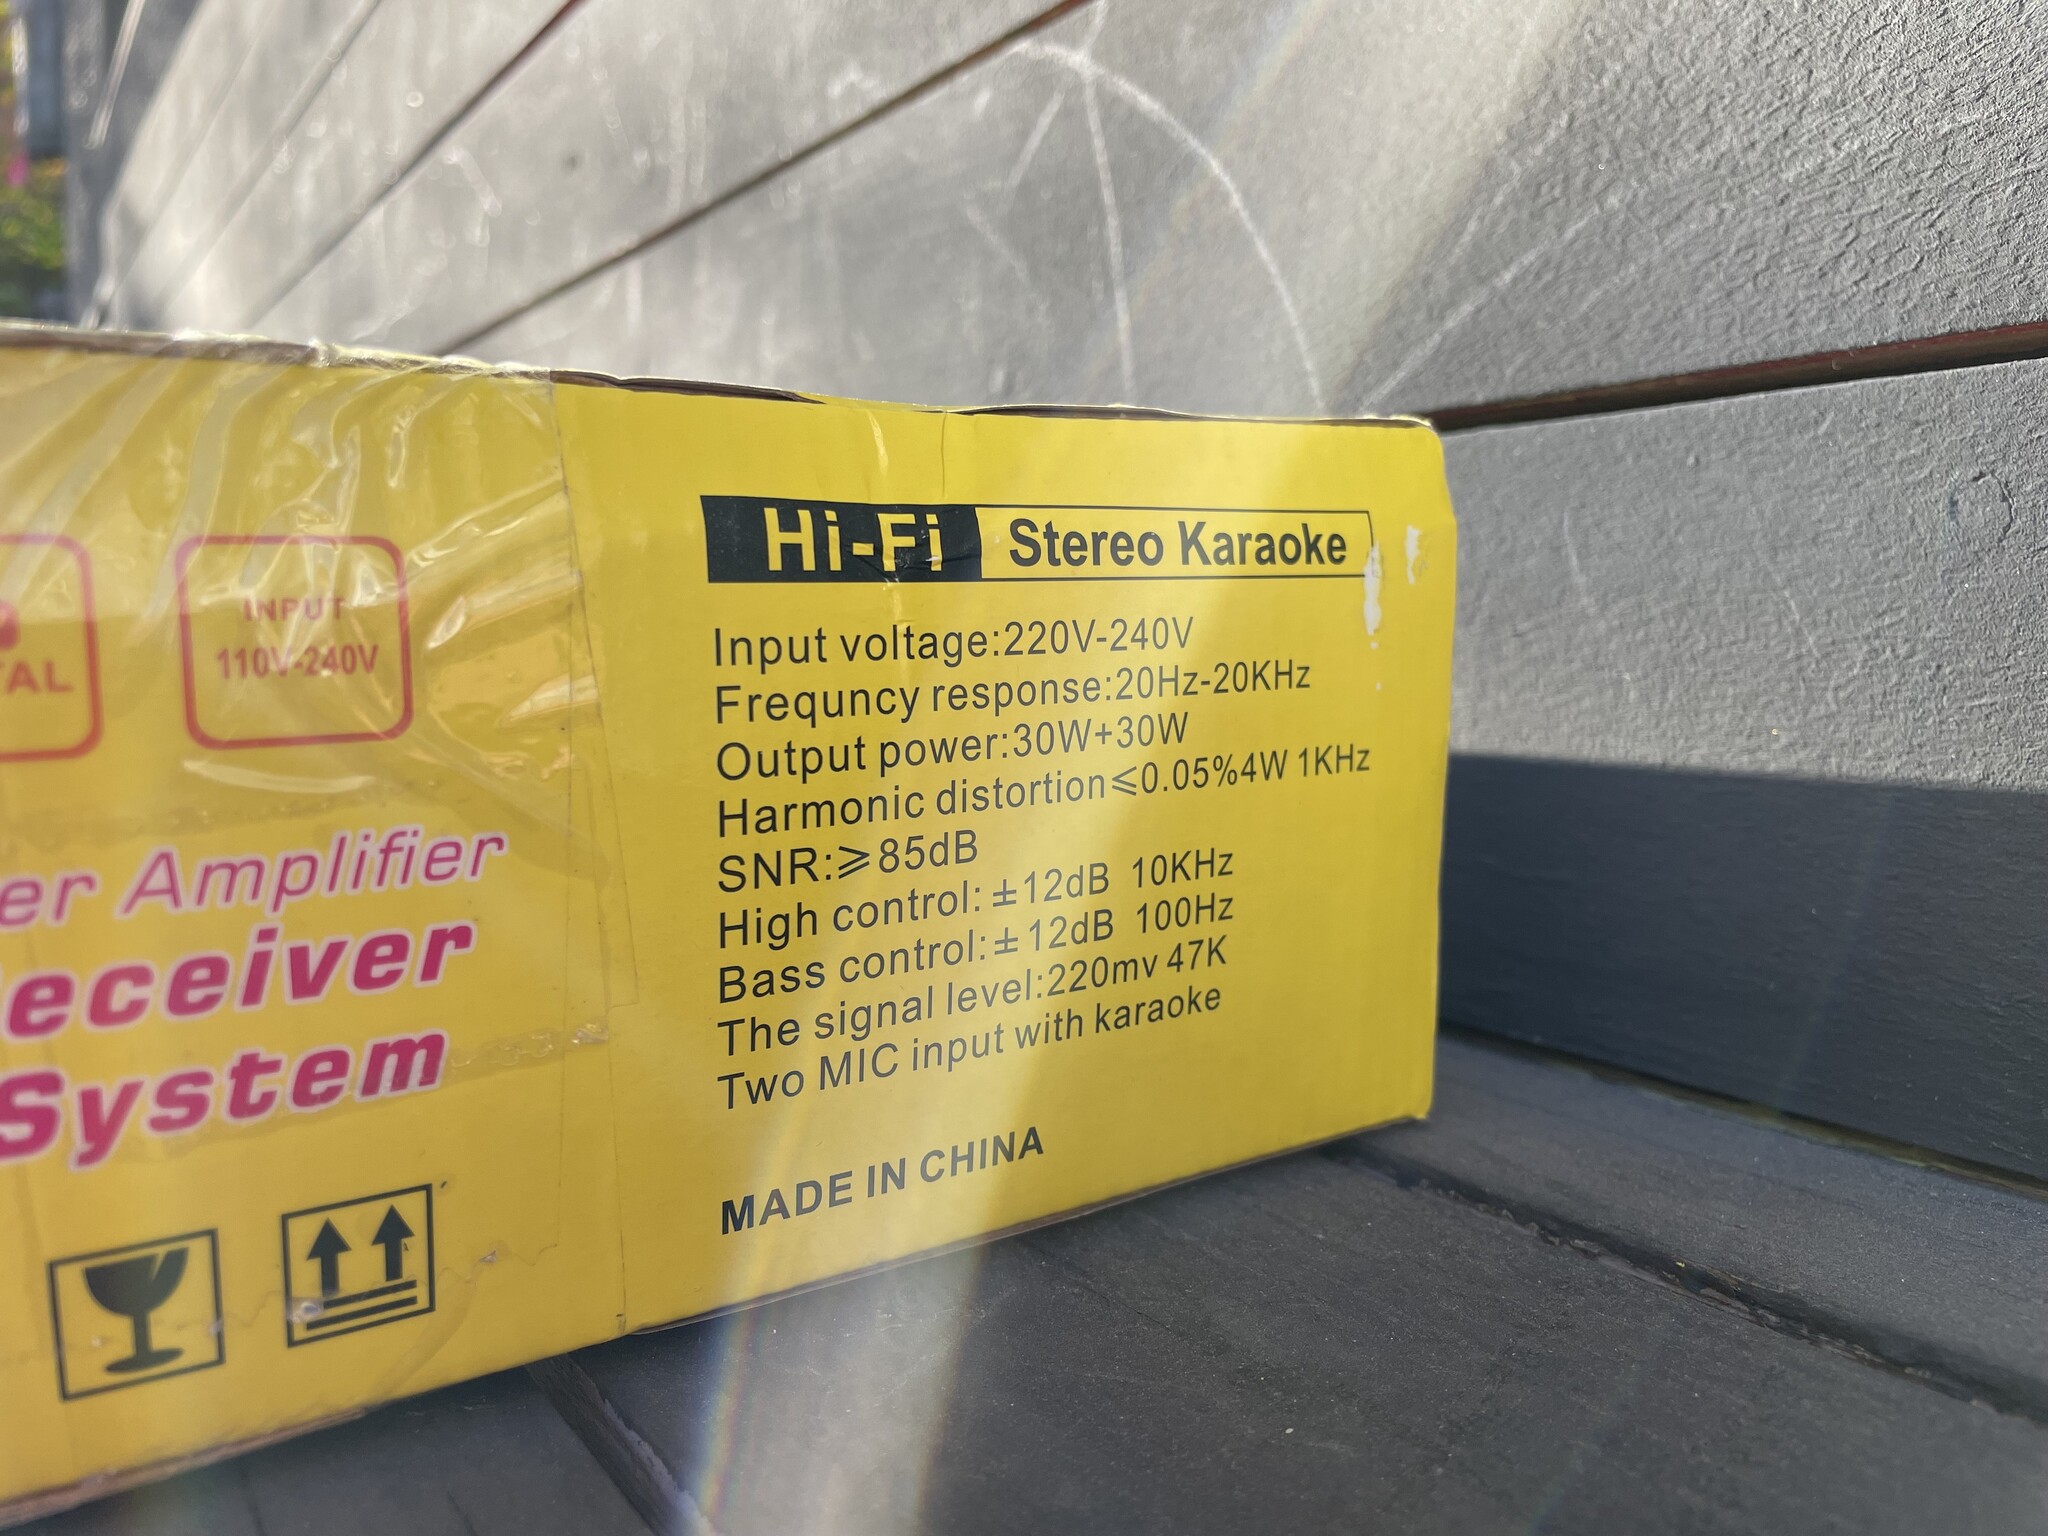 TAL
INPUT
110V-240V
er Amplifier
eceiver
System
Hi-Fi Stereo Karaoke
Input voltage:220V-240V
Frequncy response:20Hz-20KHz
Output power:30W+30W
Harmonic distortion⩽0.05%4W 1KHz
SNR:⩾85dB
High control: ±12dB 10KHz
Bass control:±12dB 100Hz
The signal level:220mv 47K
Two MIC input with karaoke
MADE IN CHINA